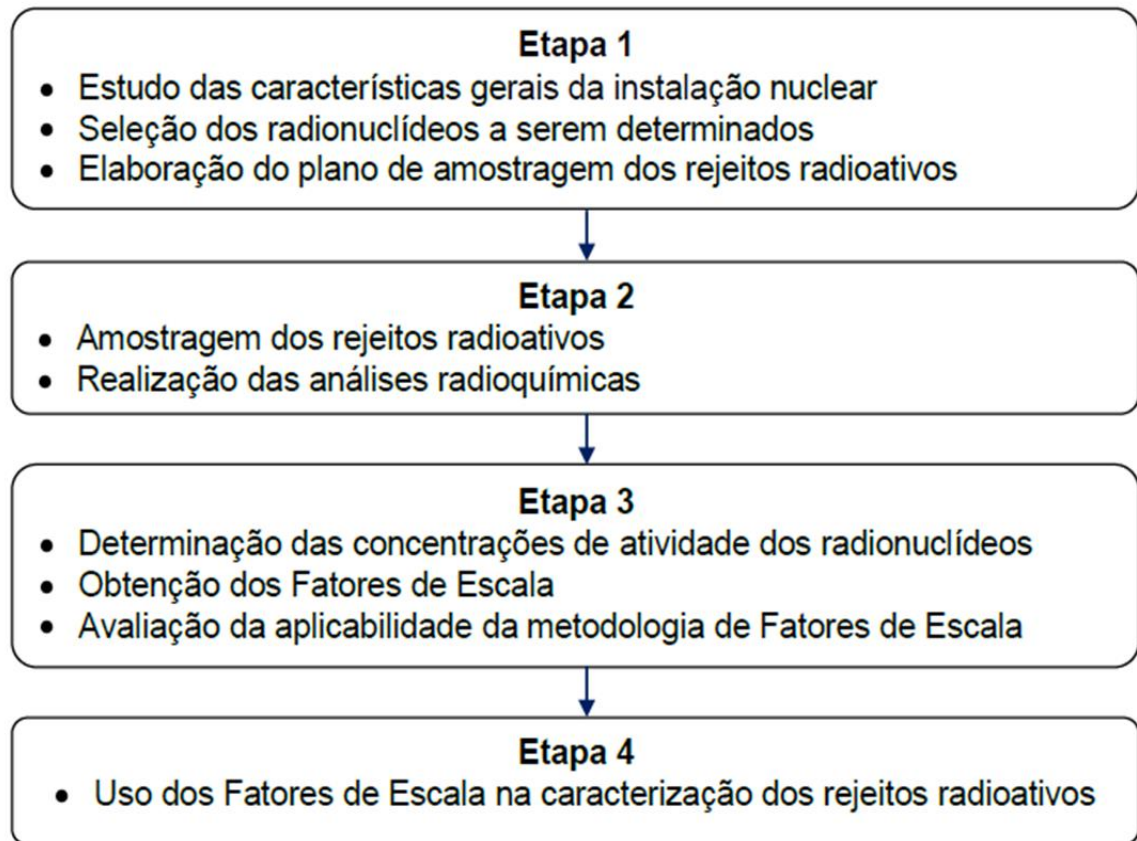 Etapa 1
• Estudo das características gerais da instalação nuclear
• Seleção dos radionuclídeos a serem determinados
• Elaboração do plano de amostragem dos rejeitos radioativos
Etapa 2
• Amostragem dos rejeitos radioativos
• Realização das análises radioquímicas
Etapa 3
• Determinação das concentrações de atividade dos radionuclídeos
• Obtenção dos Fatores de Escala
• Avaliação da aplicabilidade da metodologia de Fatores de Escala
Etapa 4
• Uso dos Fatores de Escala na caracterização dos rejeitos radioativos